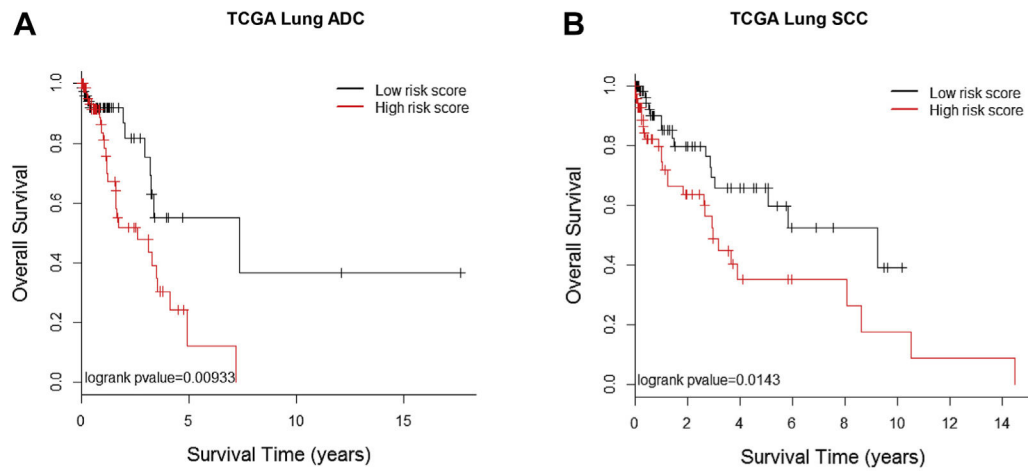 A
TCGA Lung ADC
Low risk score
High risk score
Overall Survival
1.0
0.8
0.6
0.4
0.2
0.0
logrank pvalue=0.00933
0 5 10 15
Survival Time (years)
B
TCGA Lung SCC
Low risk score
High risk score
Overall Survival
1.0
0.8
0.6
0.4
0.2
0.0
logrank pvalue=0.0143
0 2 4 6 8 10 12 14
Survival Time (years)